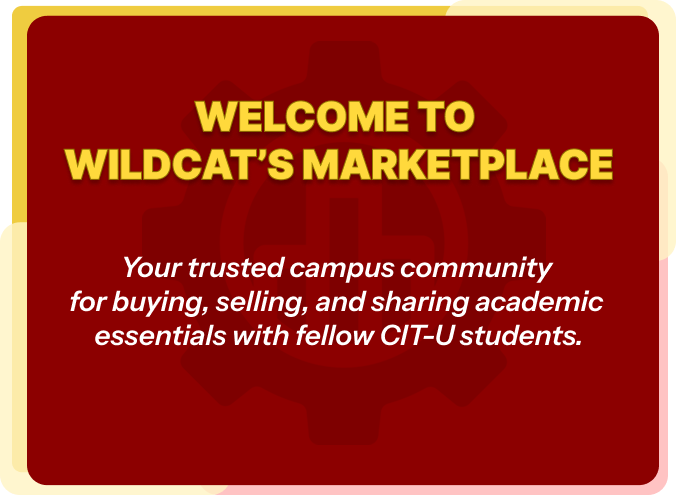 WELCOME TO
WILDCAT’S MARKETPLACE
Your trusted campus community
for buying, selling, and sharing academic
essentials with fellow CIT-U students.